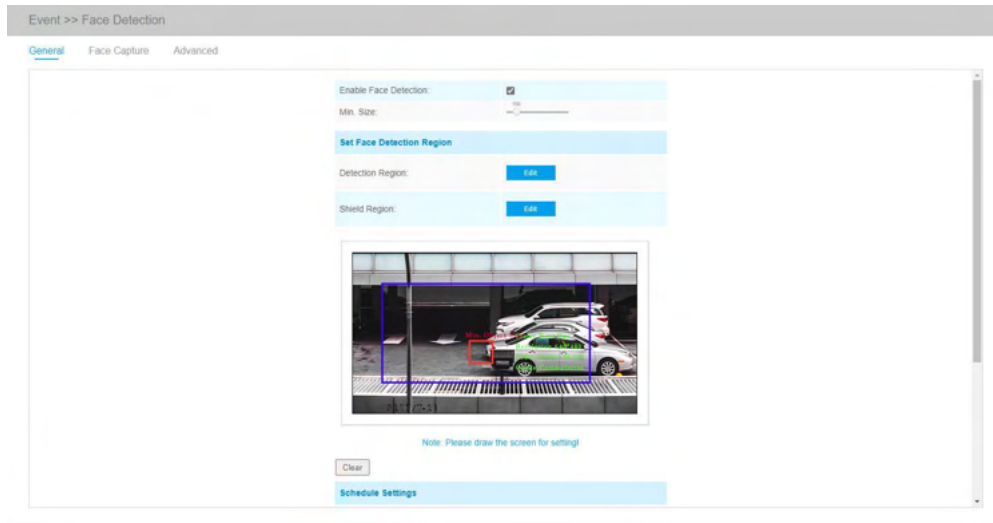 Event >> Face Detection
General Face Capture Advanced
Enable Face Detection:
Min. Size:
Set Face Detection Region
Detection Region: Edit
Shield Region: Edit
Note: Please draw the screen for setting!
Clear
Schedule Settings